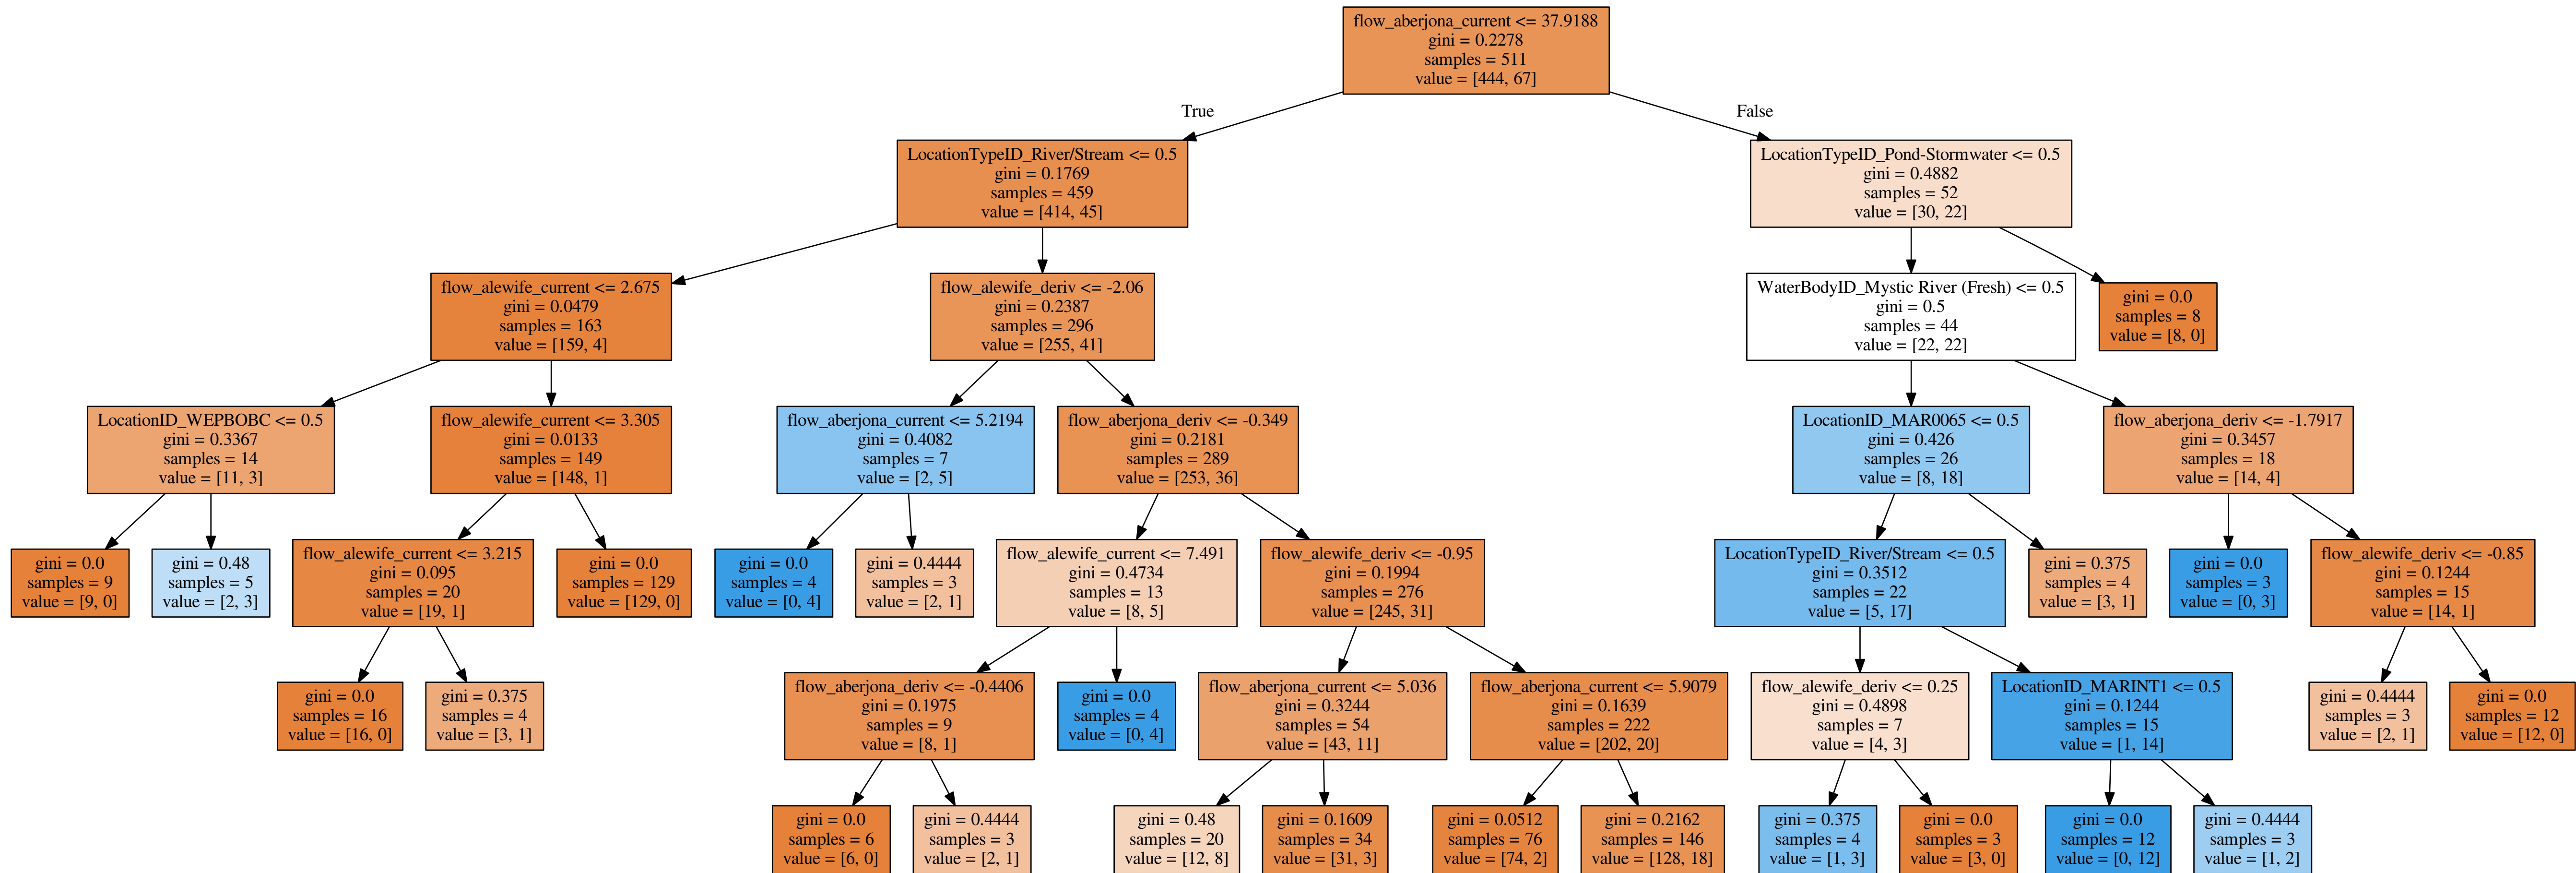 flow_aberjona_current <= 37.9188
gini = 0.2278
samples = 511
value = [444, 67]
True
False
LocationTypeID_River/Stream <= 0.5
gini = 0.1769
samples = 459
value = [414, 45]
LocationTypeID_Pond-Stormwater <= 0.5
gini = 0.4882
samples = 52
value = [30, 22]
flow_alewife_current <= 2.675
gini = 0.0479
samples = 163
value = [159, 4]
flow_alewife_deriv <= -2.06
gini = 0.2387
samples = 296
value = [255, 41]
WaterBodyID_Mystic River (Fresh) <= 0.5
gini = 0.5
samples = 44
value = [22, 22]
gini = 0.0
samples = 8
value = [8, 0]
LocationID_WEPBOBC <= 0.5
gini = 0.3367
samples = 14
value = [11, 3]
flow_alewife_current <= 3.305
gini = 0.0133
samples = 149
value = [148, 1]
flow_aberjona_current <= 5.2194
gini = 0.4082
samples = 7
value = [2, 5]
flow_aberjona_deriv <= -0.349
gini = 0.2181
samples = 289
value = [253, 36]
LocationID_MAR0065 <= 0.5
gini = 0.426
samples = 26
value = [8, 18]
flow_aberjona_deriv <= -1.7917
gini = 0.3457
samples = 18
value = [14, 4]
gini = 0.0
samples = 9
value = [9, 0]
gini = 0.48
samples = 5
value = [2, 3]
flow_alewife_current <= 3.215
gini = 0.095
samples = 20
value = [19, 1]
gini = 0.0
samples = 129
value = [129, 0]
gini = 0.0
samples = 4
value = [0, 4]
gini = 0.4444
samples = 3
value = [2, 1]
flow_alewife_current <= 7.491
gini = 0.4734
samples = 13
value = [8, 5]
flow_alewife_deriv <= -0.95
gini = 0.1994
samples = 276
value = [245, 31]
LocationTypeID_River/Stream <= 0.5
gini = 0.3512
samples = 22
value = [5, 17]
gini = 0.375
samples = 4
value = [3, 1]
gini = 0.0
samples = 3
value = [0, 3]
flow_alewife_deriv <= -0.85
gini = 0.1244
samples = 15
value = [14, 1]
gini = 0.0
samples = 16
value = [16, 0]
gini = 0.375
samples = 4
value = [3, 1]
flow_aberjona_deriv <= -0.4406
gini = 0.1975
samples = 9
value = [8, 1]
gini = 0.0
samples = 4
value = [0, 4]
flow_aberjona_current <= 5.036
gini = 0.3244
samples = 54
value = [43, 11]
flow_aberjona_current <= 5.9079
gini = 0.1639
samples = 222
value = [202, 20]
flow_alewife_deriv <= 0.25
gini = 0.4898
samples = 7
value = [4, 3]
LocationID_MARINT1 <= 0.5
gini = 0.1244
samples = 15
value = [1, 14]
gini = 0.4444
samples = 3
value = [2, 1]
gini = 0.0
samples = 12
value = [12, 0]
gini = 0.0
samples = 6
value = [6, 0]
gini = 0.4444
samples = 3
value = [2, 1]
gini = 0.48
samples = 20
value = [12, 8]
gini = 0.1609
samples = 34
value = [31, 3]
gini = 0.0512
samples = 76
value = [74, 2]
gini = 0.2162
samples = 146
value = [128, 18]
gini = 0.375
samples = 4
value = [1, 3]
gini = 0.0
samples = 3
value = [3, 0]
gini = 0.0
samples = 12
value = [0, 12]
gini = 0.4444
samples = 3
value = [1, 2]